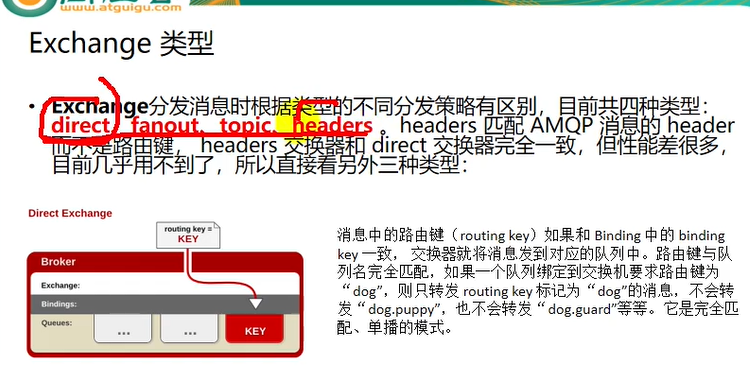 www.atguigu.com
Exchange 类型
• Exchange分发消息时根据类型的不同分发策略有区别，目前共四种类型：
direct、fanout、topic、headers 。headers 匹配 AMQP 消息的 header
而不是路由键， headers 交换器和 direct 交换器完全一致，但性能差很多，
目前几乎用不到了，所以直接看另外三种类型：
Direct Exchange
routing key =
KEY
Broker
Exchange:
Bindings:
Queues:
...
...
KEY
消息中的路由键（routing key）如果和 Binding 中的 binding
key 一致， 交换器就将消息发到对应的队列中。路由键与队
列名完全匹配，如果一个队列绑定到交换机要求路由键为
“dog”，则只转发 routing key 标记为“dog”的消息，不会转
发“dog.puppy”，也不会转发“dog.guard”等等。它是完全匹
配、单播的模式。